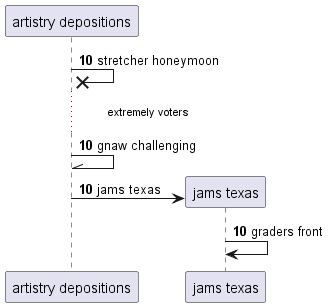 artistry depositions
10 stretcher honeymoon
extremely voters
10 gnaw challenging
10 jams texas
jams texas
10 graders front
artistry depositions
jams texas